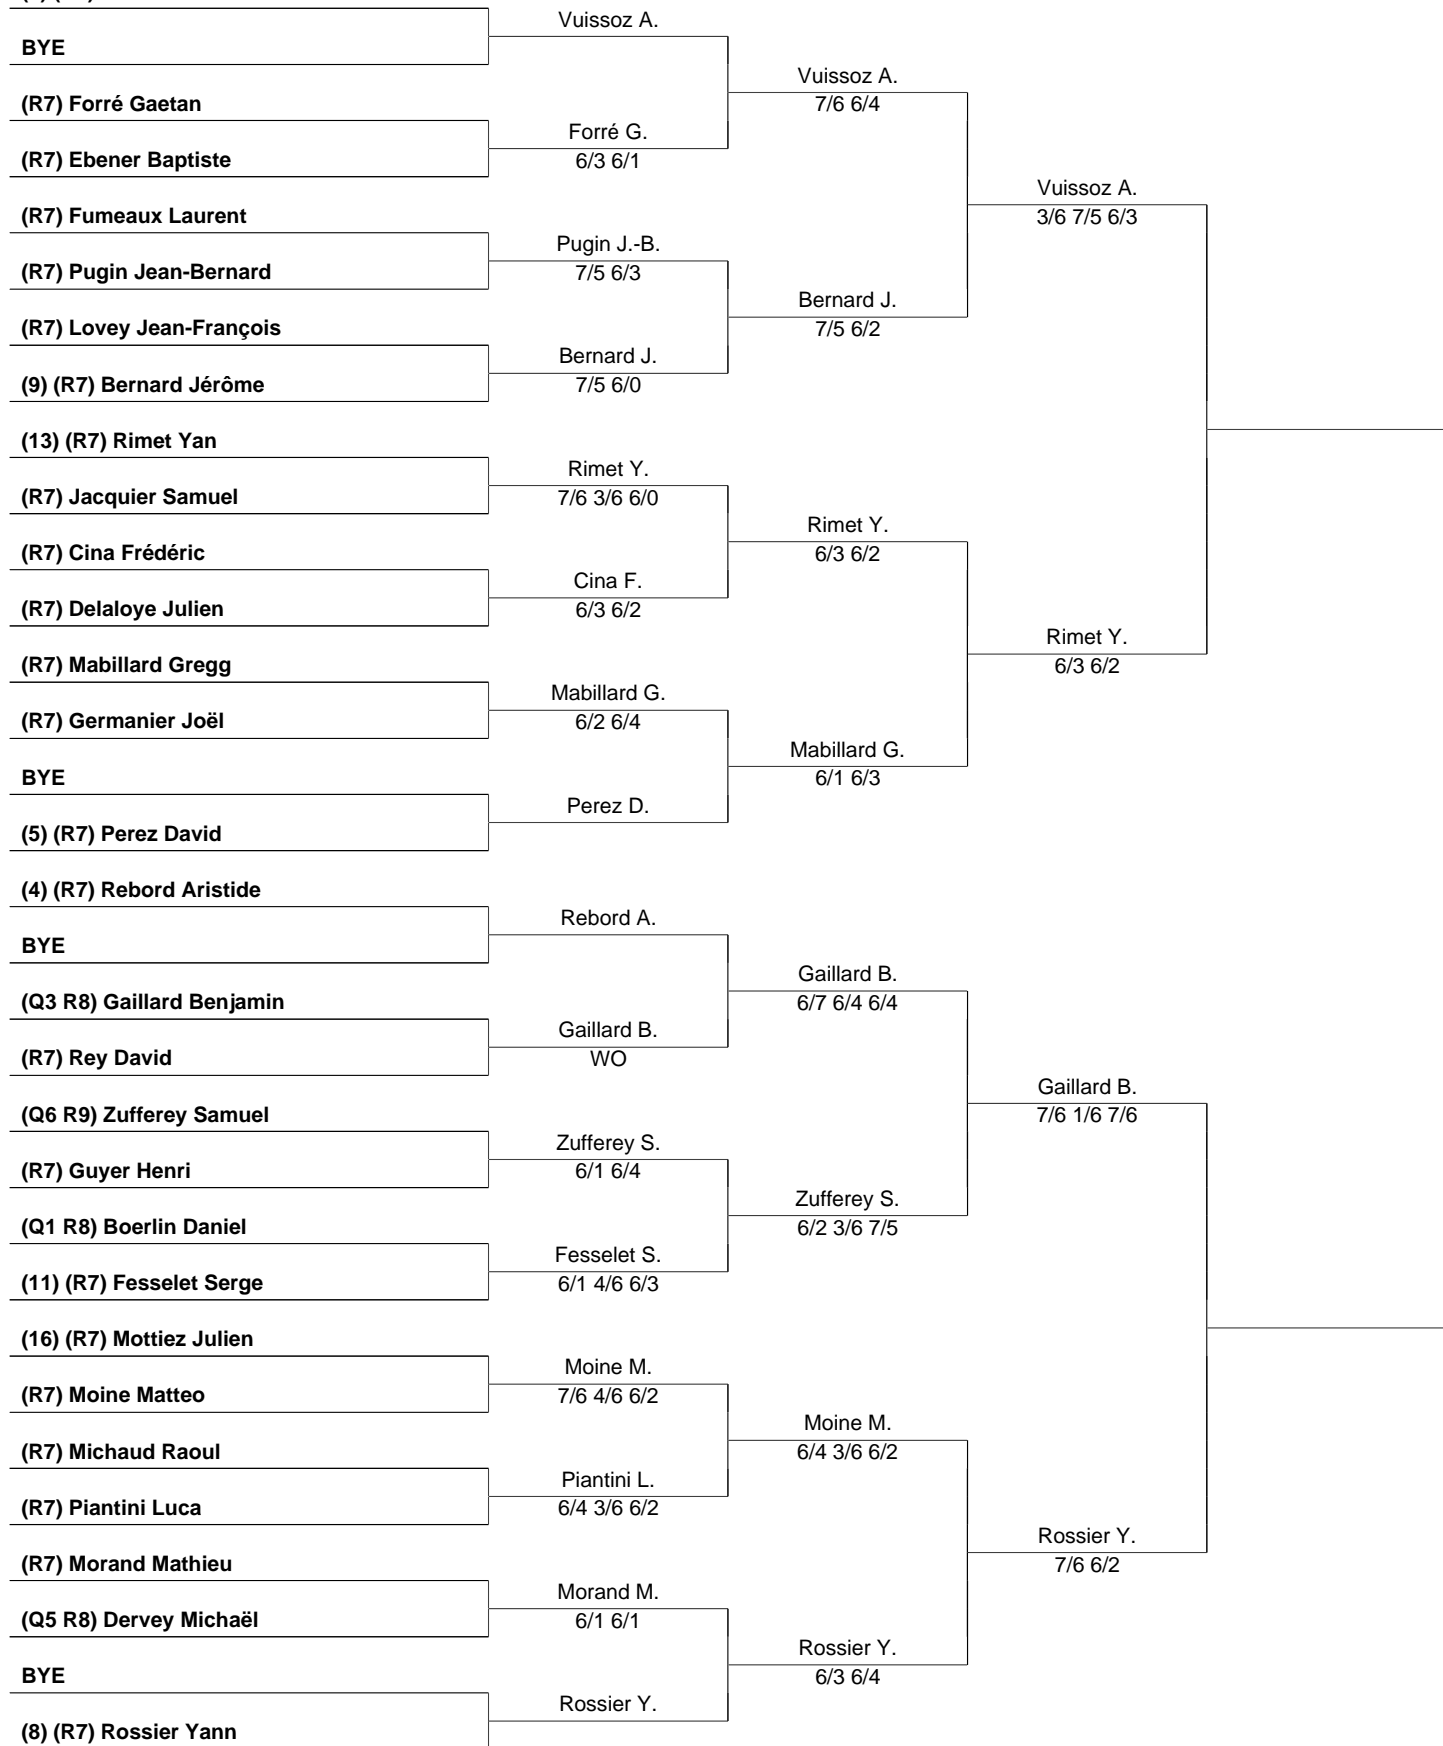 Vuissoz A.
BYE
Vuissoz A.
(R7) Forré Gaetan
7/6 6/4
Forré G.
(R7) Ebener Baptiste
6/3 6/1
Vuissoz A.
(R7) Fumeaux Laurent
3/6 7/5 6/3
Pugin J.-B.
(R7) Pugin Jean-Bernard
7/5 6/3
Bernard J.
(R7) Lovey Jean-François
7/5 6/2
Bernard J.
(9) (R7) Bernard Jérôme
7/5 6/0
(13) (R7) Rimet Yan
Rimet Y.
(R7) Jacquier Samuel
7/6 3/6 6/0
Rimet Y.
(R7) Cina Frédéric
6/3 6/2
Cina F.
(R7) Delaloye Julien
6/3 6/2
Rimet Y.
(R7) Mabillard Gregg
6/3 6/2
Mabillard G.
(R7) Germanier Joël
6/2 6/4
Mabillard G.
BYE
6/1 6/3
Perez D.
(5) (R7) Perez David
(4) (R7) Rebord Aristide
Rebord A.
BYE
Gaillard B.
(Q3 R8) Gaillard Benjamin
6/7 6/4 6/4
Gaillard B.
(R7) Rey David
WO
Gaillard B.
(Q6 R9) Zufferey Samuel
7/6 1/6 7/6
Zufferey S.
(R7) Guyer Henri
6/1 6/4
Zufferey S.
(Q1 R8) Boerlin Daniel
6/2 3/6 7/5
Fesselet S.
(11) (R7) Fesselet Serge
6/1 4/6 6/3
(16) (R7) Mottiez Julien
Moine M.
(R7) Moine Matteo
7/6 4/6 6/2
Moine M.
(R7) Michaud Raoul
6/4 3/6 6/2
Piantini L.
(R7) Piantini Luca
6/4 3/6 6/2
Rossier Y.
(R7) Morand Mathieu
7/6 6/2
Morand M.
(Q5 R8) Dervey Michaël
6/1 6/1
Rossier Y.
BYE
6/3 6/4
Rossier Y.
(8) (R7) Rossier Yann